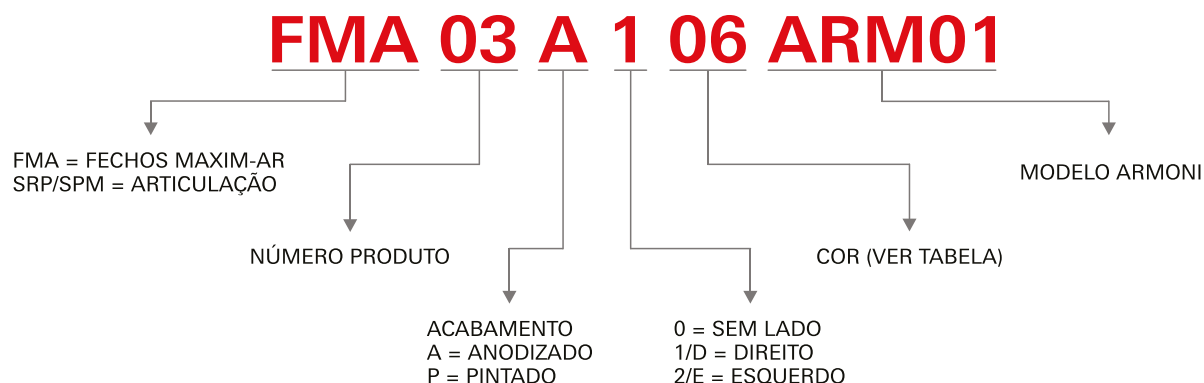 FMA 03 A 1 06 ARM01
FMA = FECHOS MAXIM-AR
SRP/SPM = ARTICULAÇÃO
MODELO ARMONI
NÚMERO PRODUTO
COR (VER TABELA)
ACABAMENTO
A = ANODIZADO
P = PINTADO
0 = SEM LADO
1/D = DIREITO
2/E = ESQUERDO